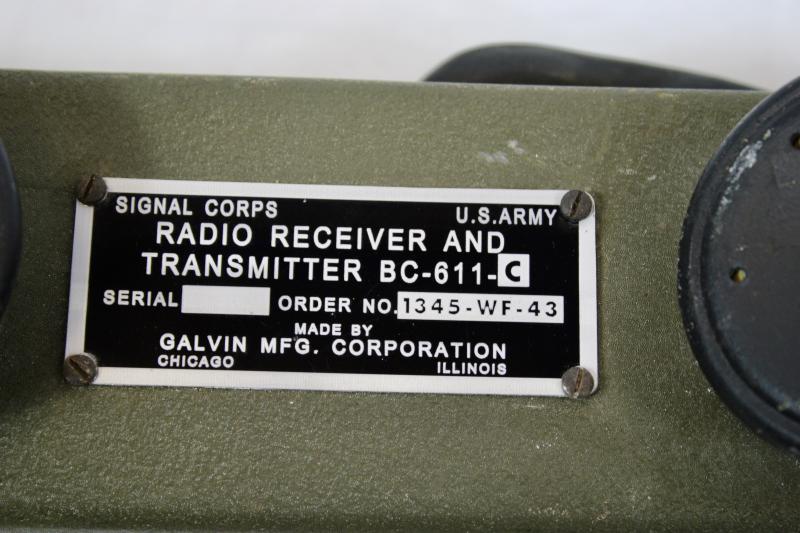 SIGNAL CORPS U.S.ARMY
RADIO RECEIVER AND
TRANSMITTER BC-611-C
SERIAL ORDER NO. 1345-WF-43
MADE BY
GALVIN MFG. CORPORATION
CHICAGO ILLINOIS